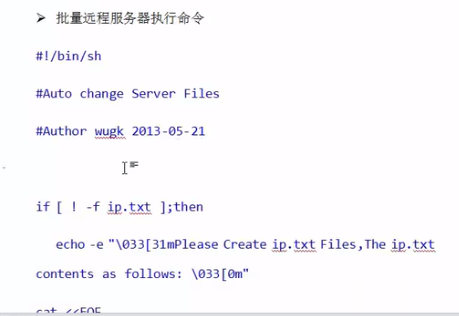 ➤ 批量远程服务器执行命令
#!/bin/sh
#Auto change Server Files
#Author wugk 2013-05-21
if [ ! -f ip.txt ];then
echo -e "\033[31mPlease Create ip.txt Files,The ip.txt
contents as follows: \033[0m"
cat <<EOF